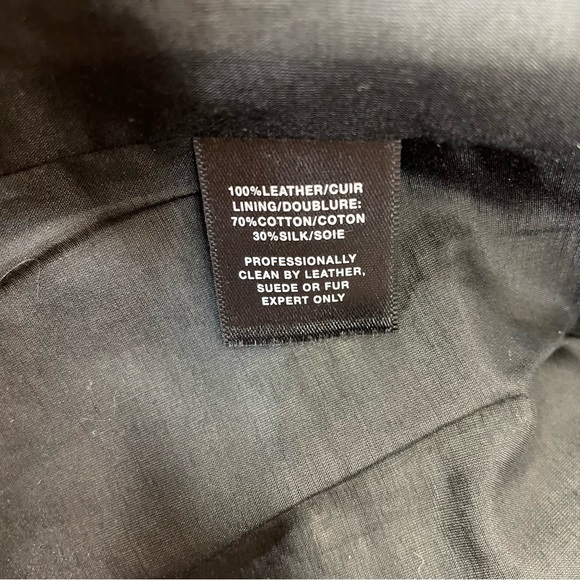 100%LEATHER/CUIR
LINING/DOUBLURE:
70%COTTON/COTON
30%SILK/SOIE
PROFESSIONALLY
CLEAN BY LEATHER,
SUEDE OR FUR
EXPERT ONLY